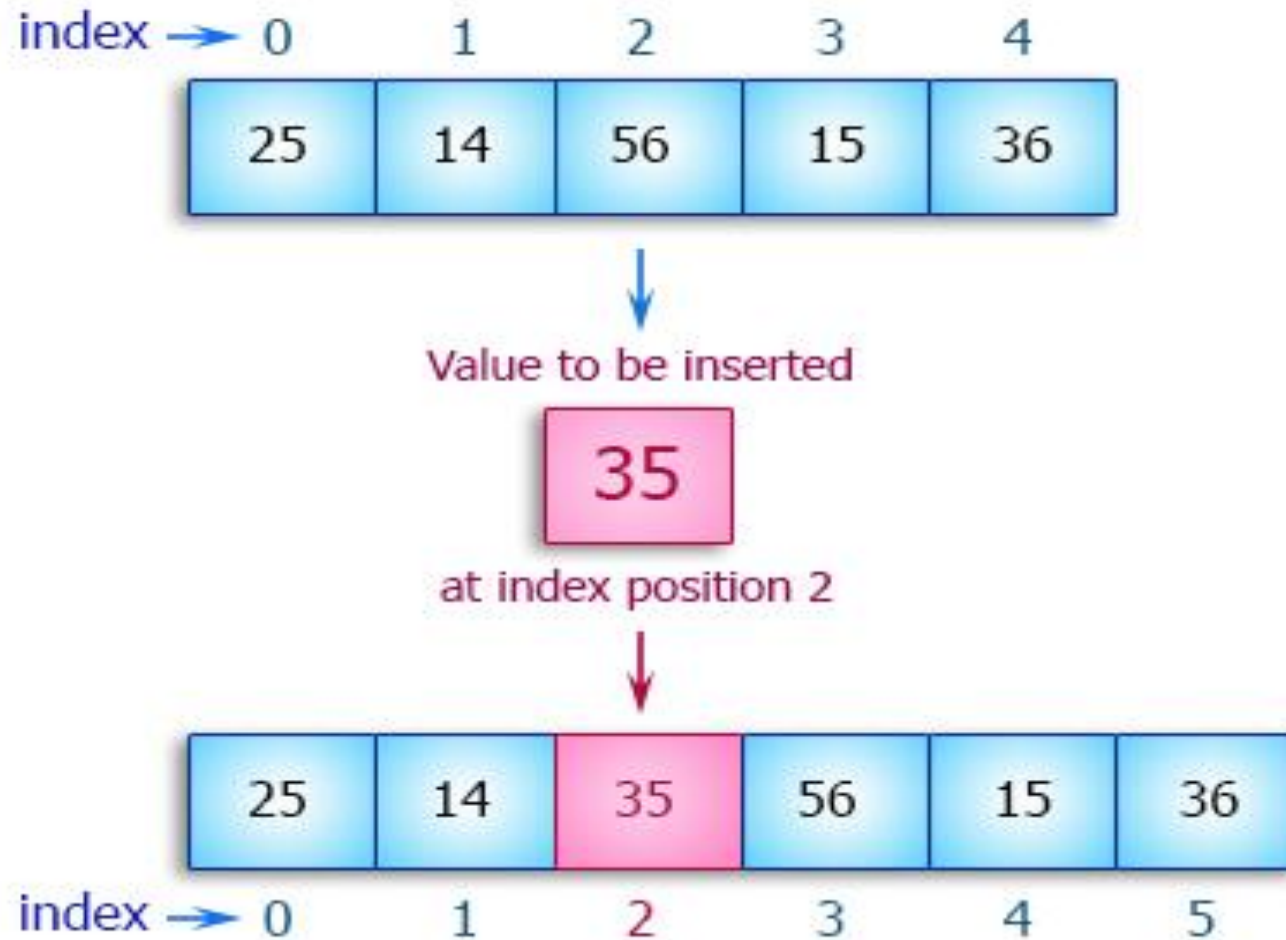 index 0 1 2 3 4
25 14 56 15 36
Value to be inserted
35
at index position 2
25 14 35 56 15 36
index 0 1 2 3 4 5